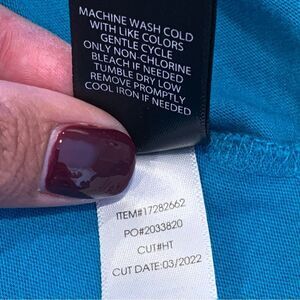 MACHINE WASH COLD
WITH LIKE COLORS
GENTLE CYCLE
ONLY NON-CHLORINE
BLEACH IF NEEDED
TUMBLE DRY LOW
REMOVE PROMPTLY
COOL IRON IF NEEDED
ITEM#17282662
PO#2033820
CUT#HT
CUT DATE:03/2022